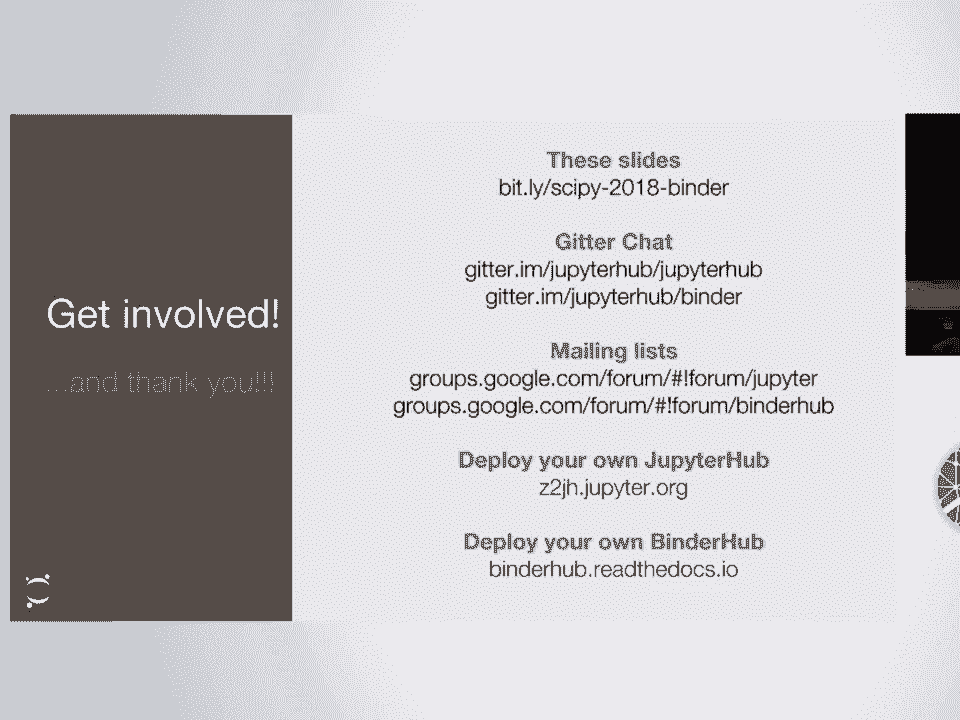 Get involved!
...and thank you!!!
These slides
bit.ly/scipy-2018-binder
Gitter Chat
gitter.im/jupyterhub/jupyterhub
gitter.im/jupyterhub/binder
Mailing lists
groups.google.com/forum/#!forum/jupyter
groups.google.com/forum/#!forum/binderhub
Deploy your own JupyterHub
z2jh.jupyter.org
Deploy your own BinderHub
binderhub.readthedocs.io